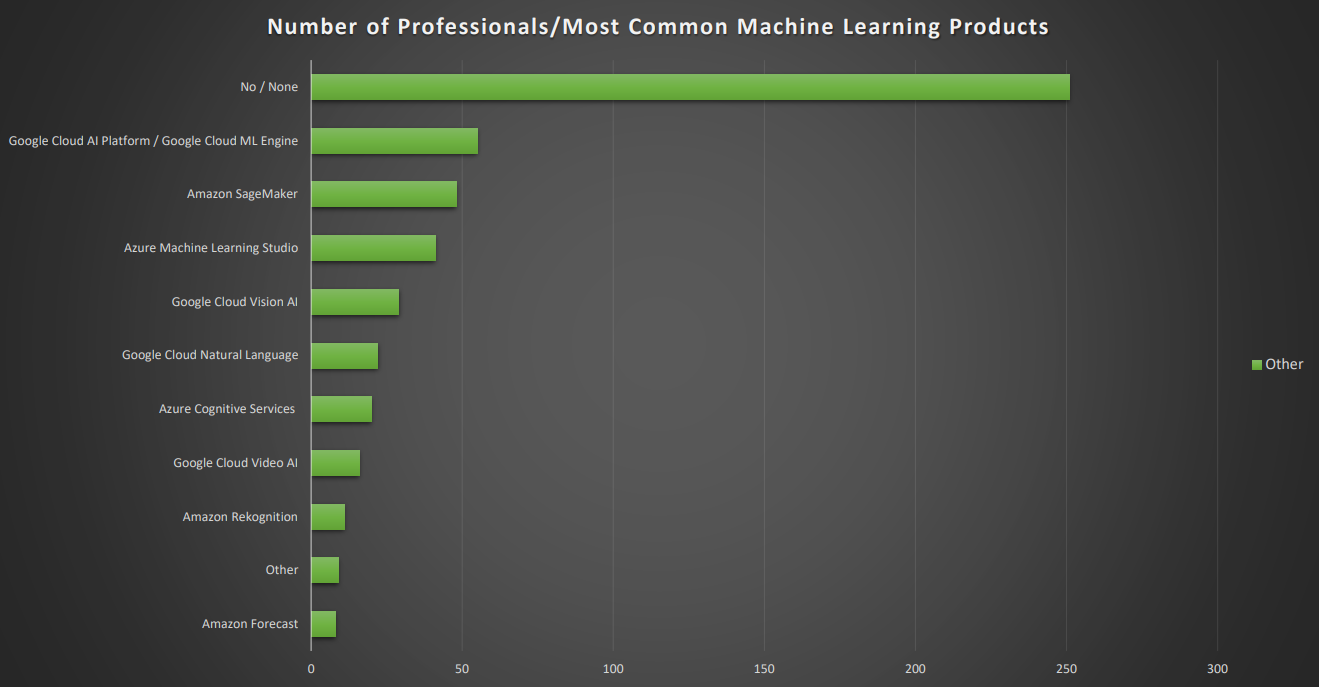 Number of Professionals/Most Common Machine Learning Products
No / None
Google Cloud AI Platform / Google Cloud ML Engine
Amazon SageMaker
Azure Machine Learning Studio
Google Cloud Vision AI
Google Cloud Natural Language
Azure Cognitive Services
Google Cloud Video AI
Amazon Rekognition
Other
Amazon Forecast
0 50 100 150 200 250 300
Other